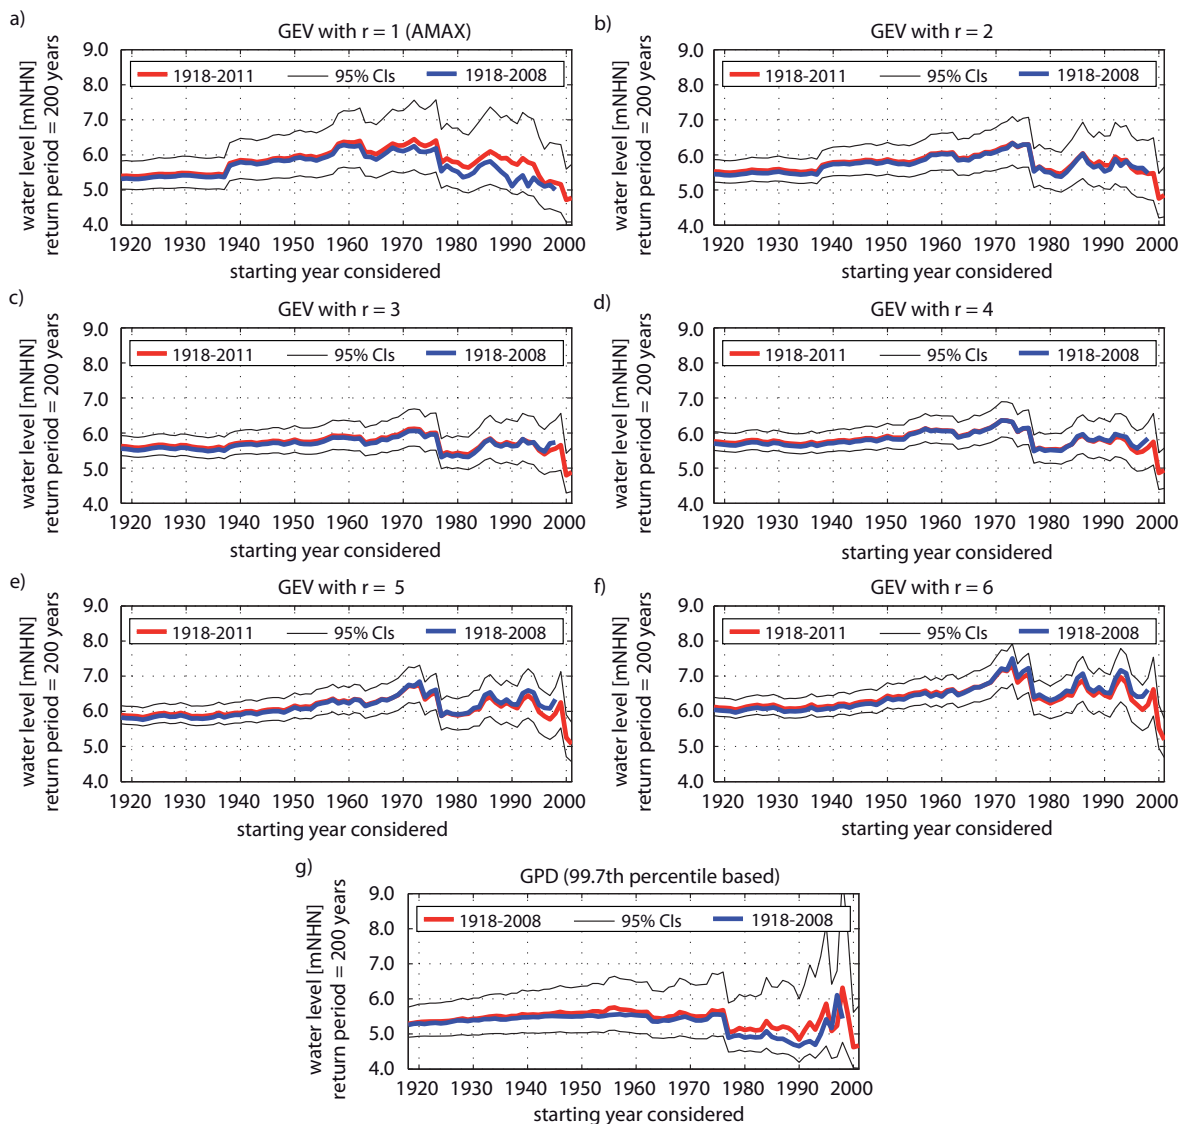 a)
GEV with r = 1 (AMAX)
water level [mNHN]
return period = 200 years
9.0
8.0
7.0
6.0
5.0
4.0
1918-2011 95% CIs 1918-2008
1920 1930 1940 1950 1960 1970 1980 1990 2000
starting year considered
b)
GEV with r = 2
water level [mNHN]
return period = 200 years
9.0
8.0
7.0
6.0
5.0
4.0
1918-2011 95% CIs 1918-2008
1920 1930 1940 1950 1960 1970 1980 1990 2000
starting year considered
c)
GEV with r = 3
water level [mNHN]
return period = 200 years
9.0
8.0
7.0
6.0
5.0
4.0
1918-2011 95% CIs 1918-2008
1920 1930 1940 1950 1960 1970 1980 1990 2000
starting year considered
d)
GEV with r = 4
water level [mNHN]
return period = 200 years
9.0
8.0
7.0
6.0
5.0
4.0
1918-2011 95% CIs 1918-2008
1920 1930 1940 1950 1960 1970 1980 1990 2000
starting year considered
e)
GEV with r = 5
water level [mNHN]
return period = 200 years
9.0
8.0
7.0
6.0
5.0
4.0
1918-2011 95% CIs 1918-2008
1920 1930 1940 1950 1960 1970 1980 1990 2000
starting year considered
f)
GEV with r = 6
water level [mNHN]
return period = 200 years
9.0
8.0
7.0
6.0
5.0
4.0
1918-2011 95% CIs 1918-2008
1920 1930 1940 1950 1960 1970 1980 1990 2000
starting year considered
g)
GPD (99.7th percentile based)
water level [mNHN]
return period = 200 years
9.0
8.0
7.0
6.0
5.0
4.0
1918-2008 95% CIs 1918-2008
1920 1930 1940 1950 1960 1970 1980 1990 2000
starting year considered